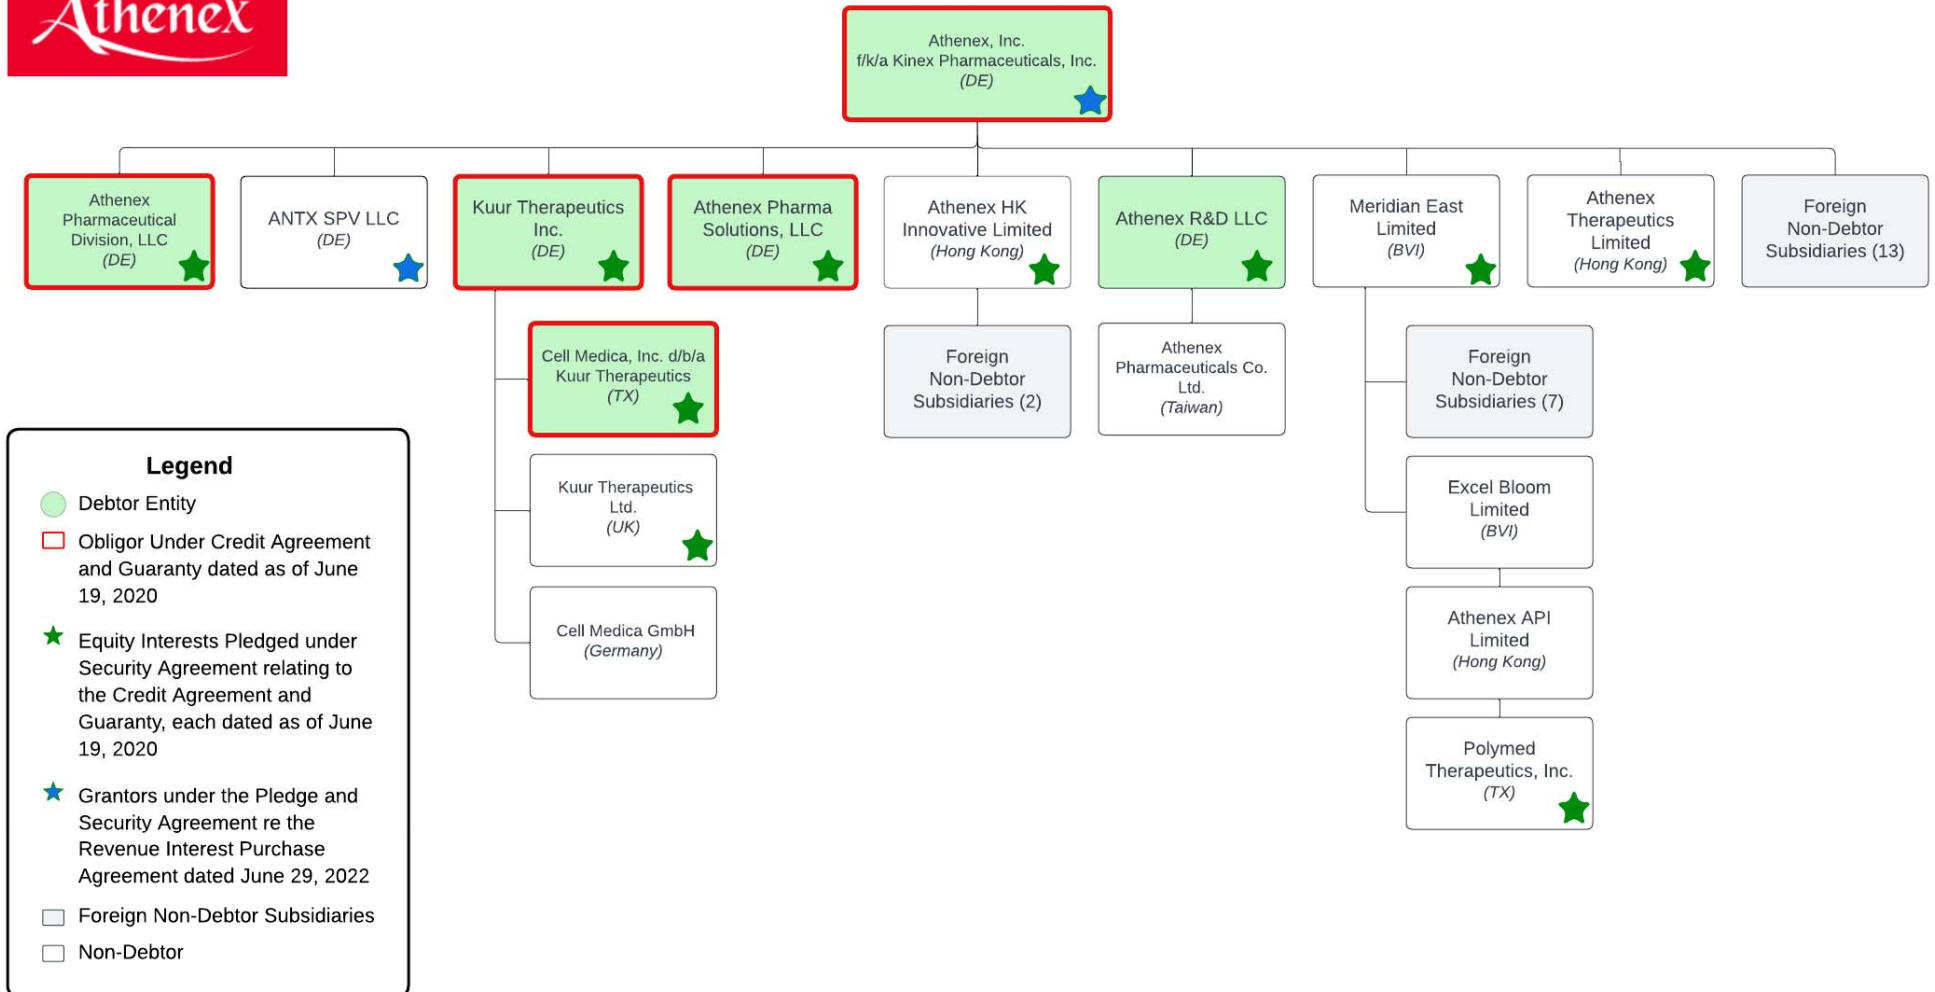 Athenex
Athenex, Inc.
f/k/a Kinex Pharmaceuticals, Inc.
(DE)
Athenex
Pharmaceutical
Division, LLC
(DE)
ANTX SPV LLC
(DE)
Kuur Therapeutics
Inc.
(DE)
Athenex Pharma
Solutions, LLC
(DE)
Athenex HK
Innovative Limited
(Hong Kong)
Athenex R&D LLC
(DE)
Meridian East
Limited
(BVI)
Athenex
Therapeutics
Limited
(Hong Kong)
Foreign
Non-Debtor
Subsidiaries (13)
Cell Medica, Inc. d/b/a
Kuur Therapeutics
(TX)
Foreign
Non-Debtor
Subsidiaries (2)
Athenex
Pharmaceuticals Co.
Ltd.
(Taiwan)
Foreign
Non-Debtor
Subsidiaries (7)
Kuur Therapeutics
Ltd.
(UK)
Excel Bloom
Limited
(BVI)
Cell Medica GmbH
(Germany)
Athenex API
Limited
(Hong Kong)
Polymed
Therapeutics, Inc.
(TX)
Legend
Debtor Entity
Obligor Under Credit Agreement
and Guaranty dated as of June
19, 2020
Equity Interests Pledged under
Security Agreement relating to
the Credit Agreement and
Guaranty, each dated as of June
19, 2020
Grantors under the Pledge and
Security Agreement re the
Revenue Interest Purchase
Agreement dated June 29, 2022
Foreign Non-Debtor Subsidiaries
Non-Debtor